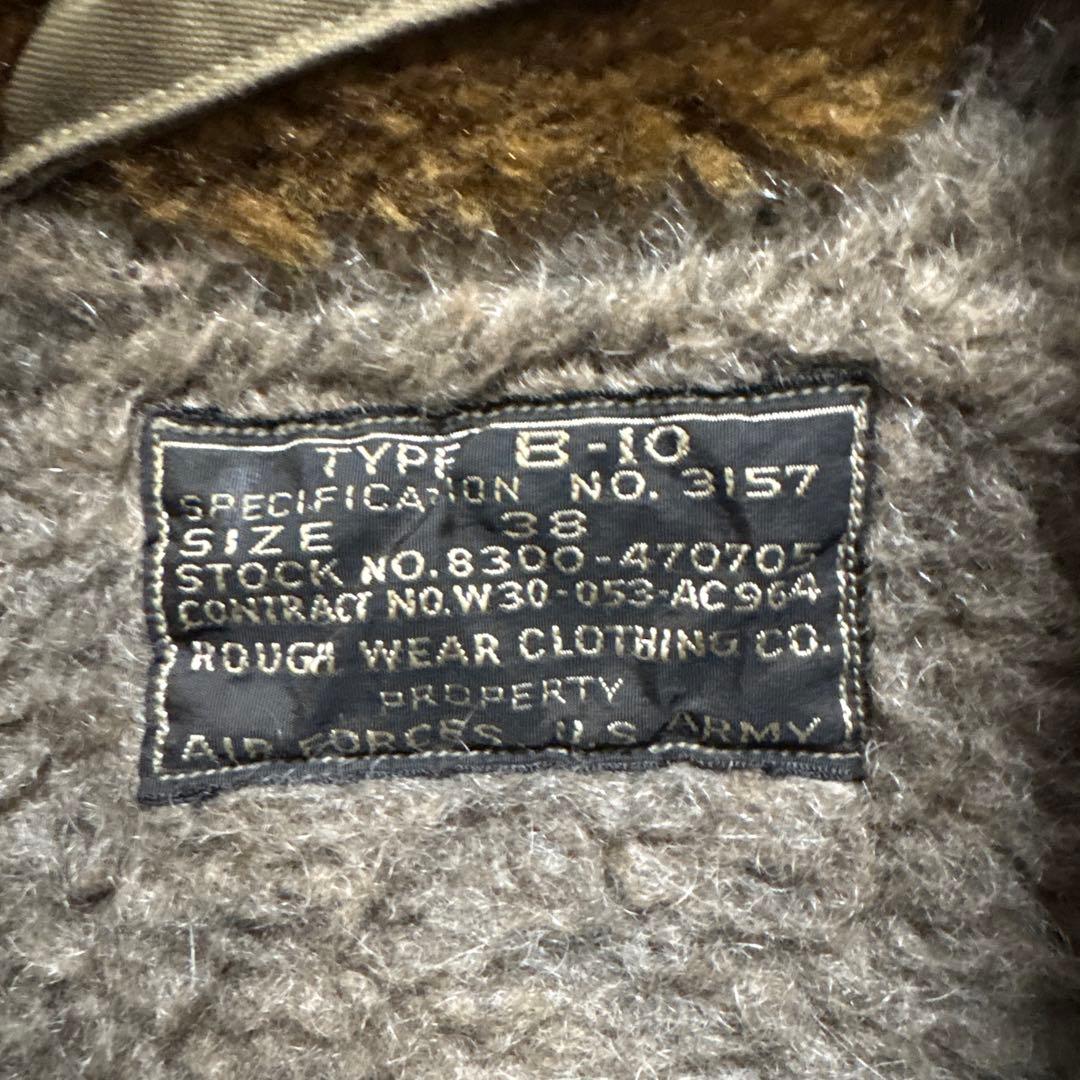 TYPE B-10
SPECIFICATION NO. 3157
SIZE 38
STOCK NO. 8300-470705
CONTRACT NO. W30-053-AC964
ROUGH WEAR CLOTHING CO.
PROPERTY
AIR FORCES, U.S. ARMY